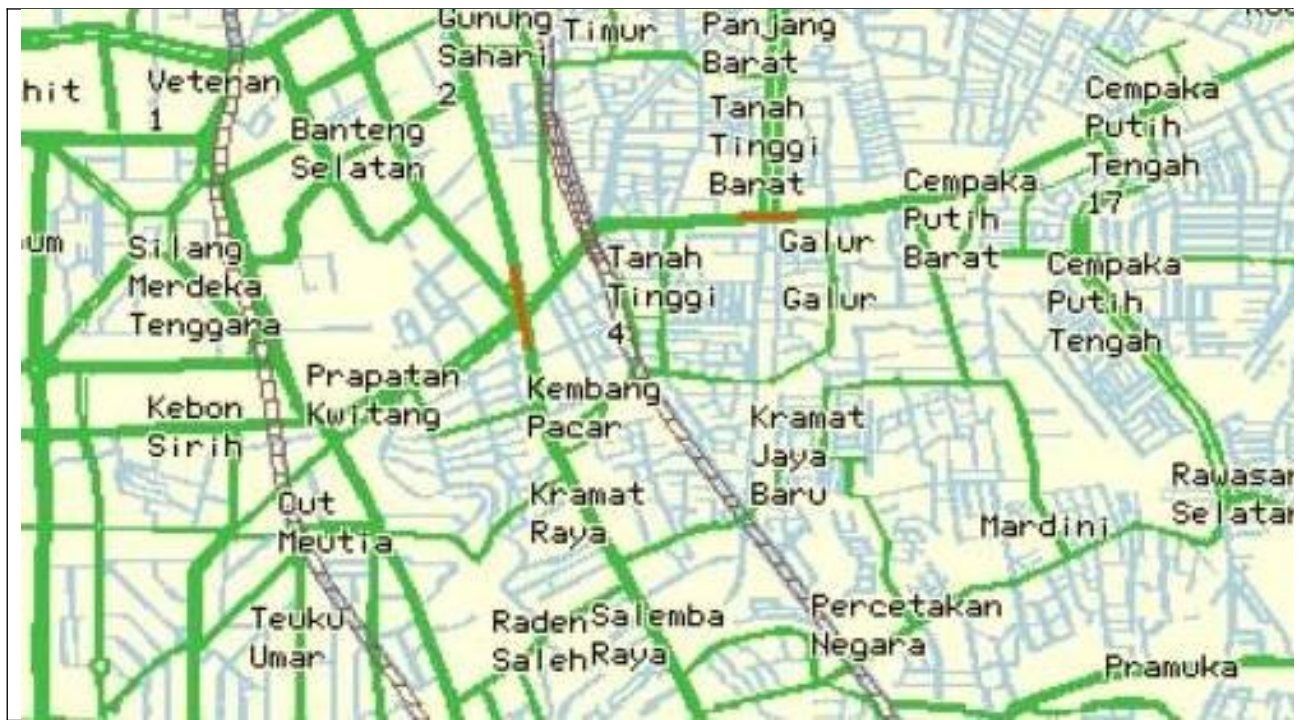 Gunung
Sahari
2
Timur
Panjang
Barat
Tanah
Tinggi
Barat
hit
Veteran
1
Banteng
Selatan
Cempaka
Putih
Tengah
17
Cempaka
Putih
Barat
um
Silang
Merdeka
Tenggara
Tanah
Tinggi
4
Galur
Galur
Cempaka
Putih
Tengah
Prapatan
Kwitang
Kembang
Pacar
Kebon
Sirih
Kramat
Jaya
Baru
Cut
Meutia
Kramat
Raya
Rawasar
Selatan
Mardini
Teuku
Umar
Raden
Saleh
Salemba
Raya
Percetakan
Negara
Pramuka